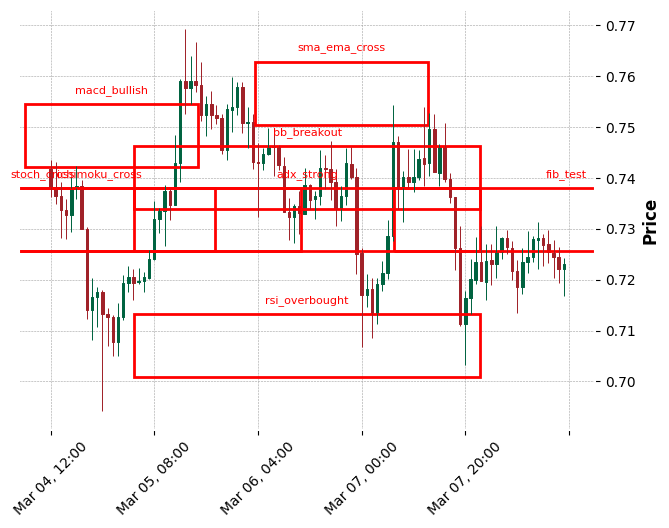 0.77
sma_ema_cross
0.76
macd_bullish
0.75
bb_breakout
0.74
stoch_cross
ichimoku_cross
adx_strong
fib_test
0.73
Price
0.72
rsi_overbought
0.71
0.70
Mar 04, 12:00
Mar 05, 08:00
Mar 06, 04:00
Mar 07, 00:00
Mar 07, 20:00